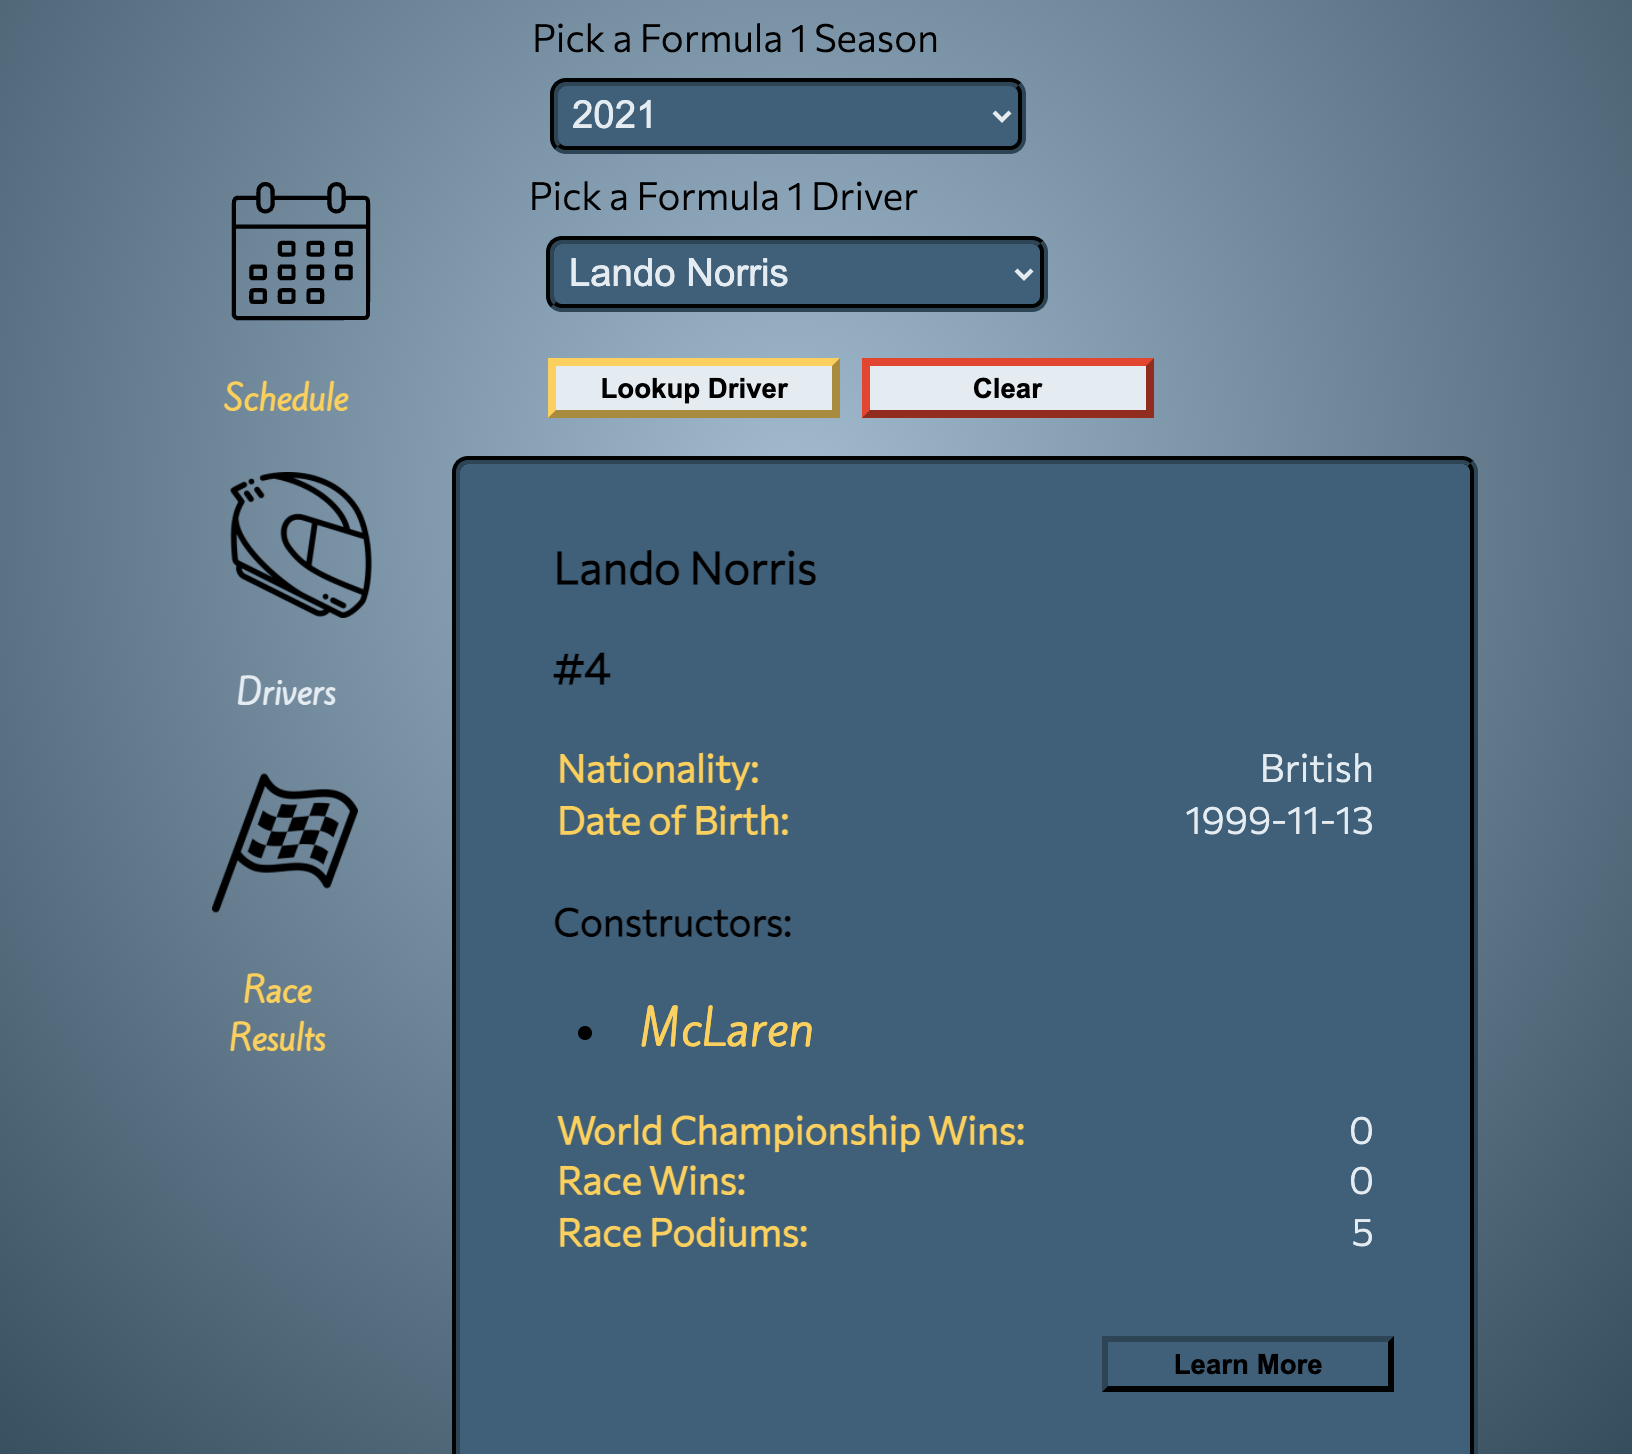 Pick a Formula 1 Season
2021
Pick a Formula 1 Driver
Lando Norris
Lookup Driver
Clear
Schedule
Drivers
Race
Results
Lando Norris
#4
Nationality: British
Date of Birth: 1999-11-13
Constructors:
• McLaren
World Championship Wins: 0
Race Wins: 0
Race Podiums: 5
Learn More